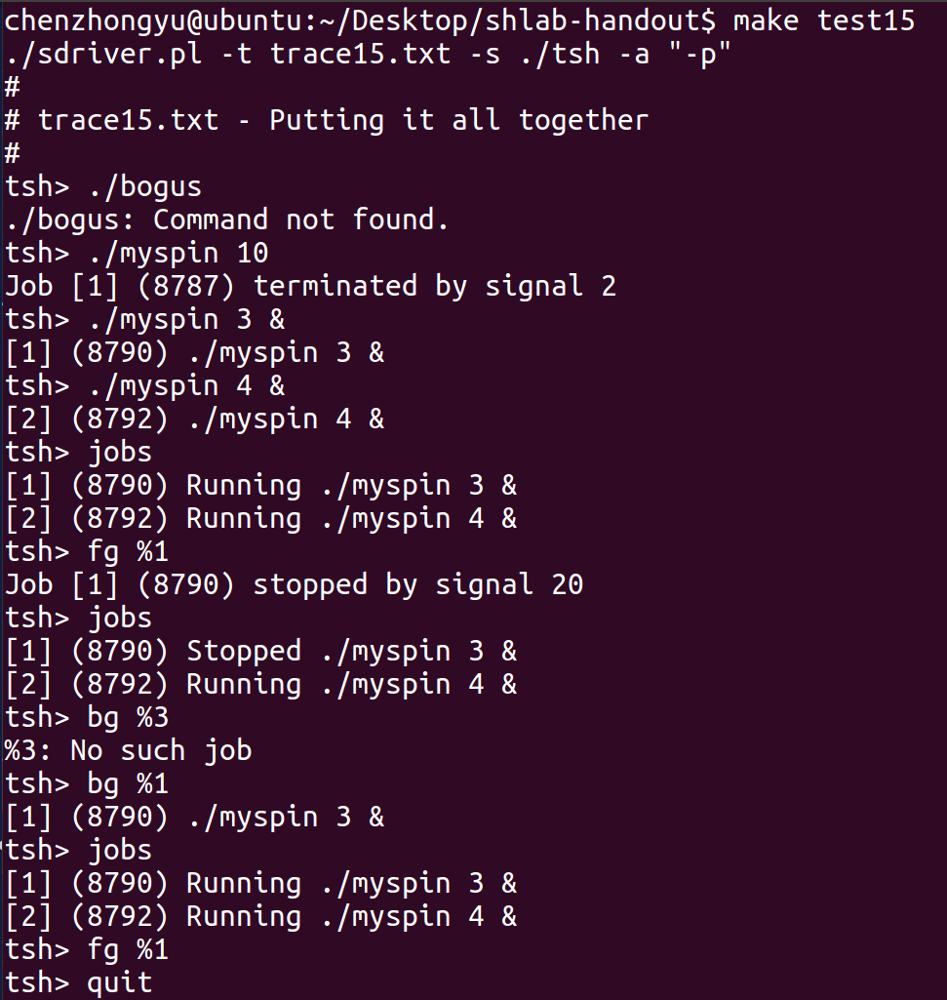 chenzhongyu@ubuntu:~/Desktop/shlab-handout$ make test15
./sdriver.pl -t trace15.txt -s ./tsh -a "-p"
#
# trace15.txt - Putting it all together
#
tsh> ./bogus
./bogus: Command not found.
tsh> ./myspin 10
Job [1] (8787) terminated by signal 2
tsh> ./myspin 3 &
[1] (8790) ./myspin 3 &
tsh> ./myspin 4 &
[2] (8792) ./myspin 4 &
tsh> jobs
[1] (8790) Running ./myspin 3 &
[2] (8792) Running ./myspin 4 &
tsh> fg %1
Job [1] (8790) stopped by signal 20
tsh> jobs
[1] (8790) Stopped ./myspin 3 &
[2] (8792) Running ./myspin 4 &
tsh> bg %3
%3: No such job
tsh> bg %1
[1] (8790) ./myspin 3 &
tsh> jobs
[1] (8790) Running ./myspin 3 &
[2] (8792) Running ./myspin 4 &
tsh> fg %1
tsh> quit